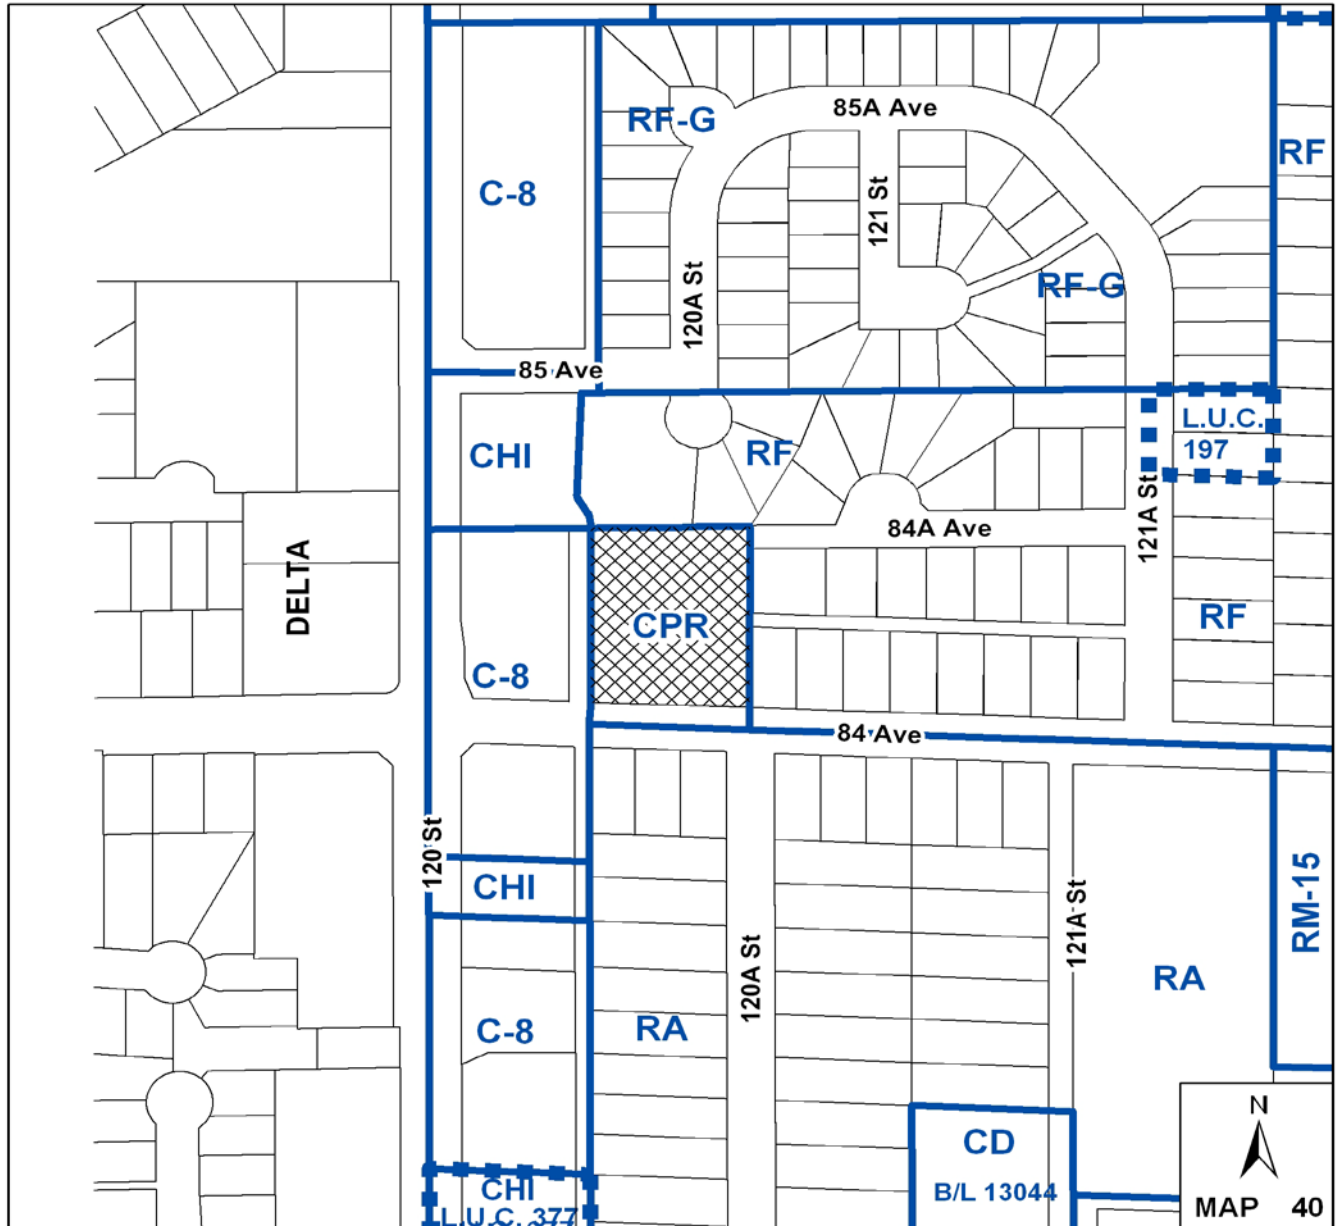 85A Ave
RF-G
RF
C-8
121 St
120A St
RF-G
85 Ave
L.U.C.
197
CHI
RF
121A St
84A Ave
DELTA
RF
CPR
C-8
84 Ave
120 St
CHI
121A St
RM-15
120A St
RA
C-8
RA
N
CD
B/L 13044
CHI
L.U.C. 377
MAP 40